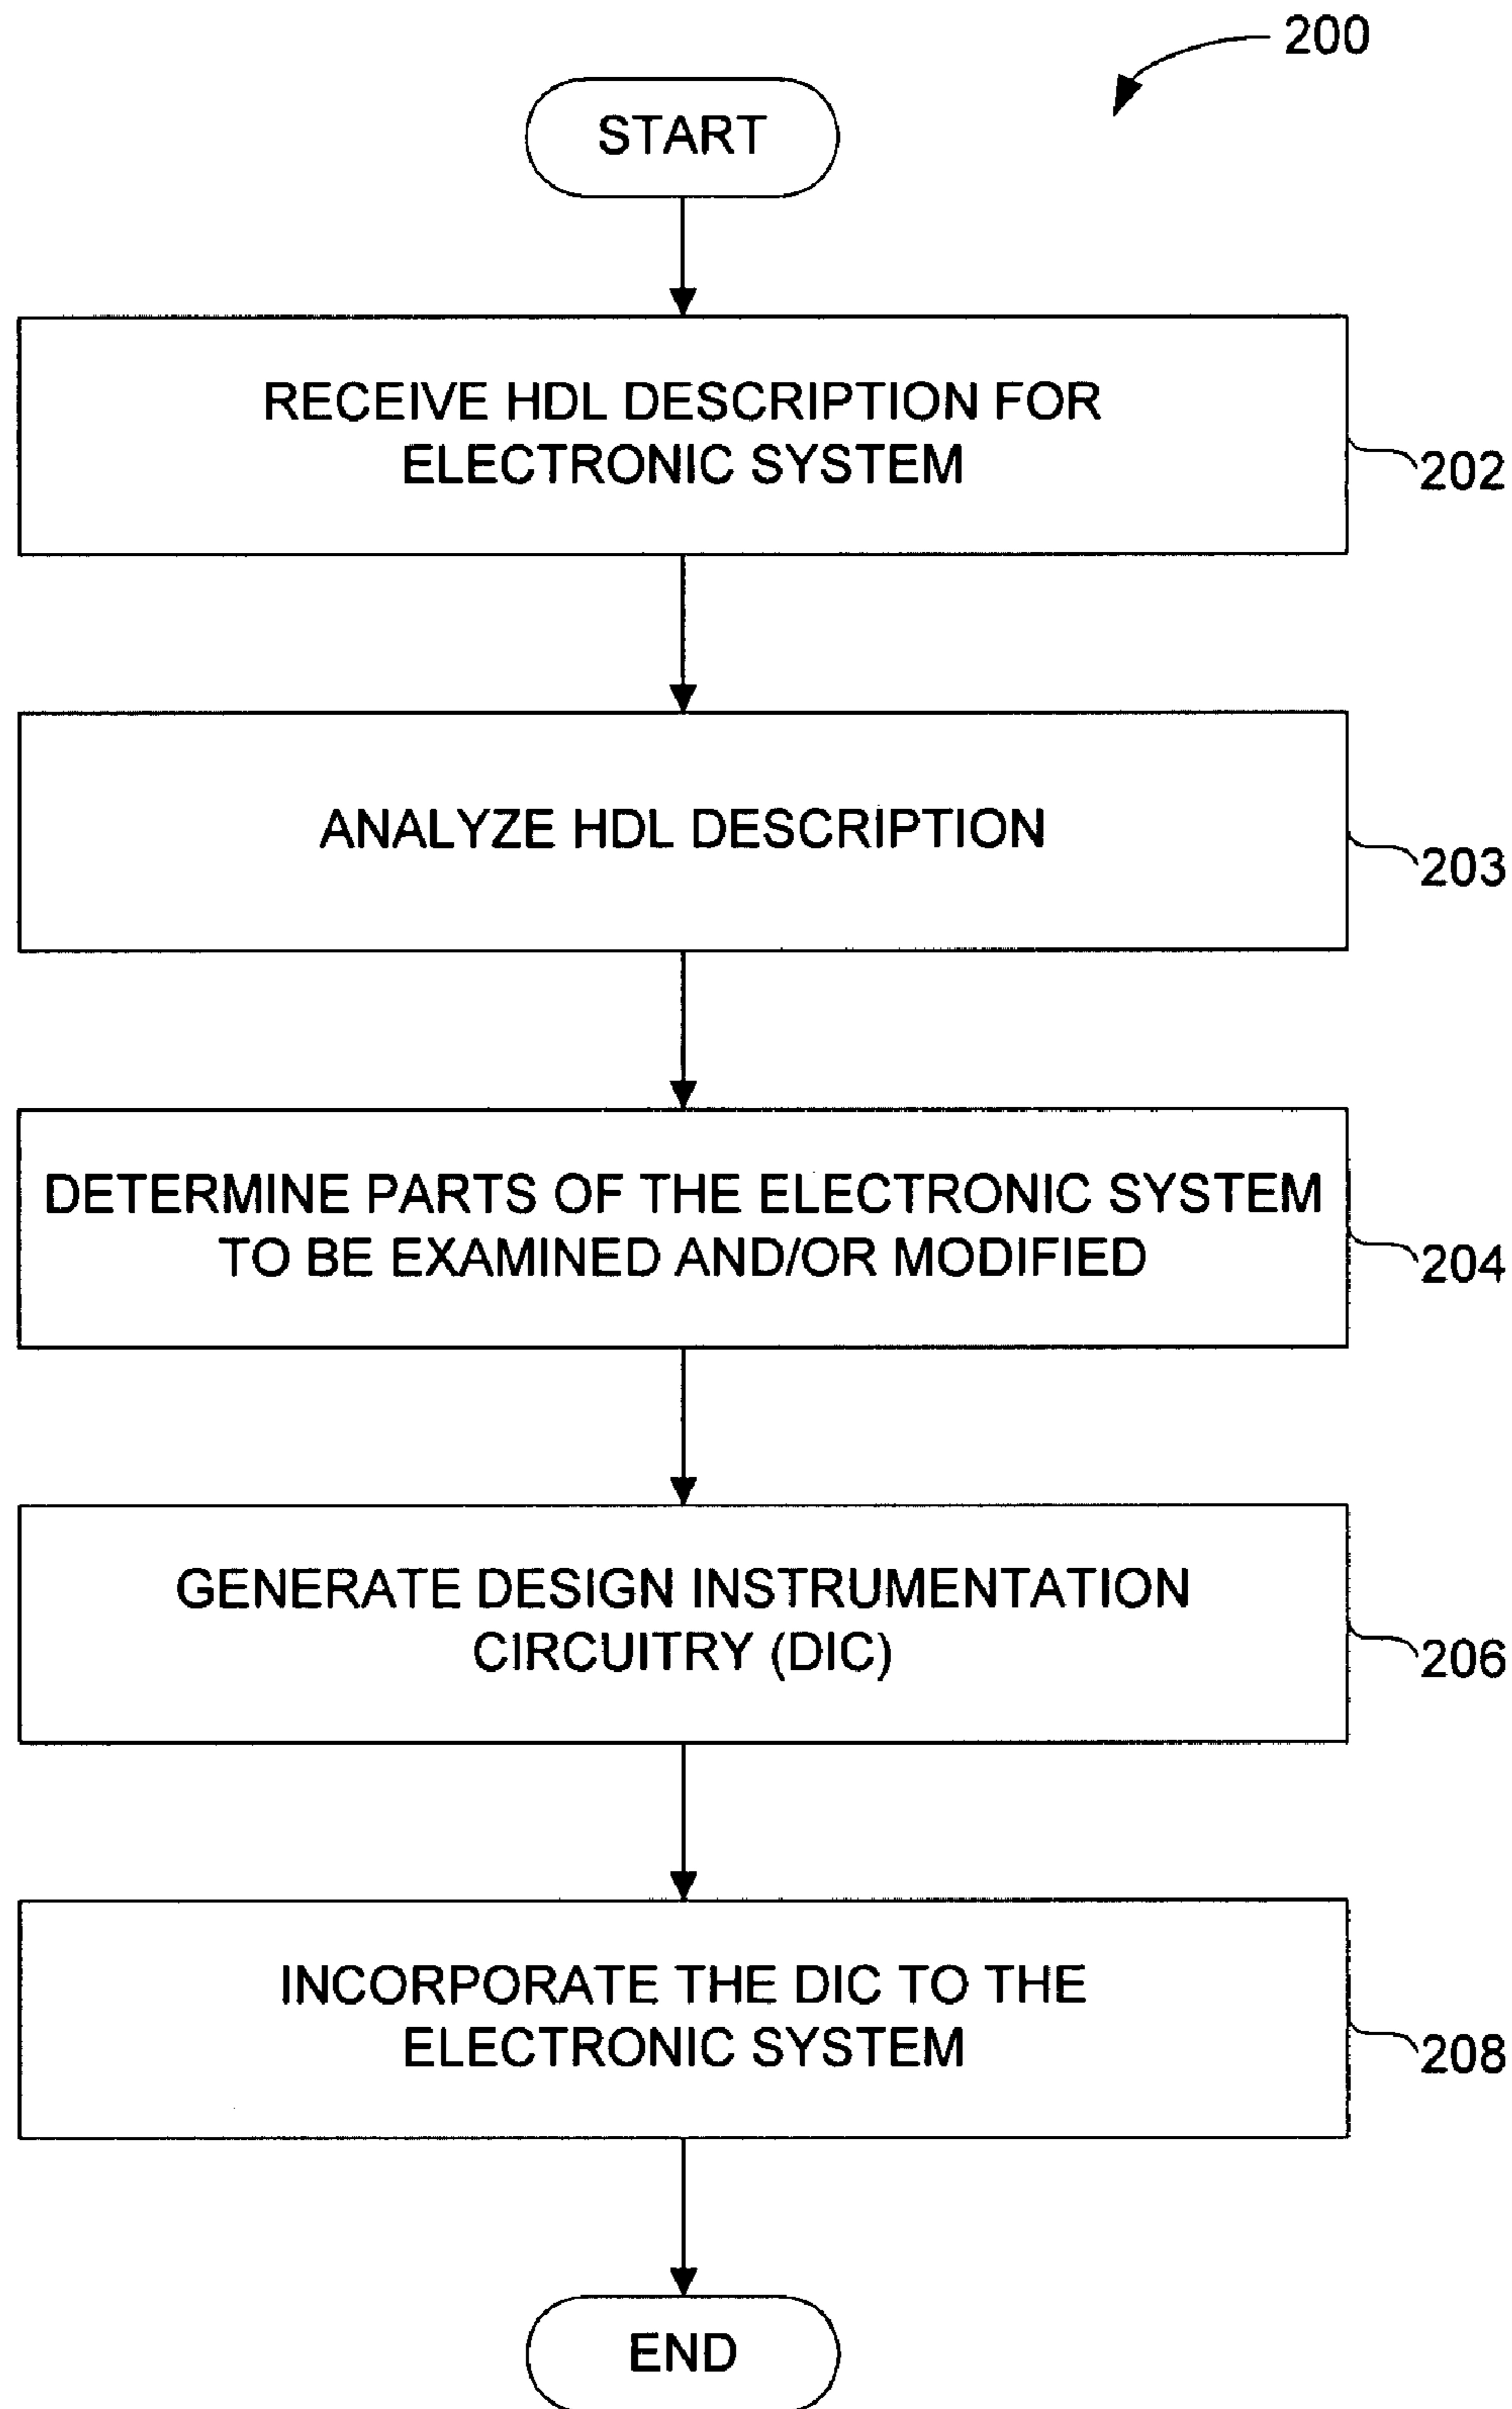 200
START
RECEIVE HDL DESCRIPTION FOR
ELECTRONIC SYSTEM
202
ANALYZE HDL DESCRIPTION
203
DETERMINE PARTS OF THE ELECTRONIC SYSTEM
TO BE EXAMINED AND/OR MODIFIED
204
GENERATE DESIGN INSTRUMENTATION
CIRCUITRY (DIC)
206
INCORPORATE THE DIC TO THE
ELECTRONIC SYSTEM
208
END